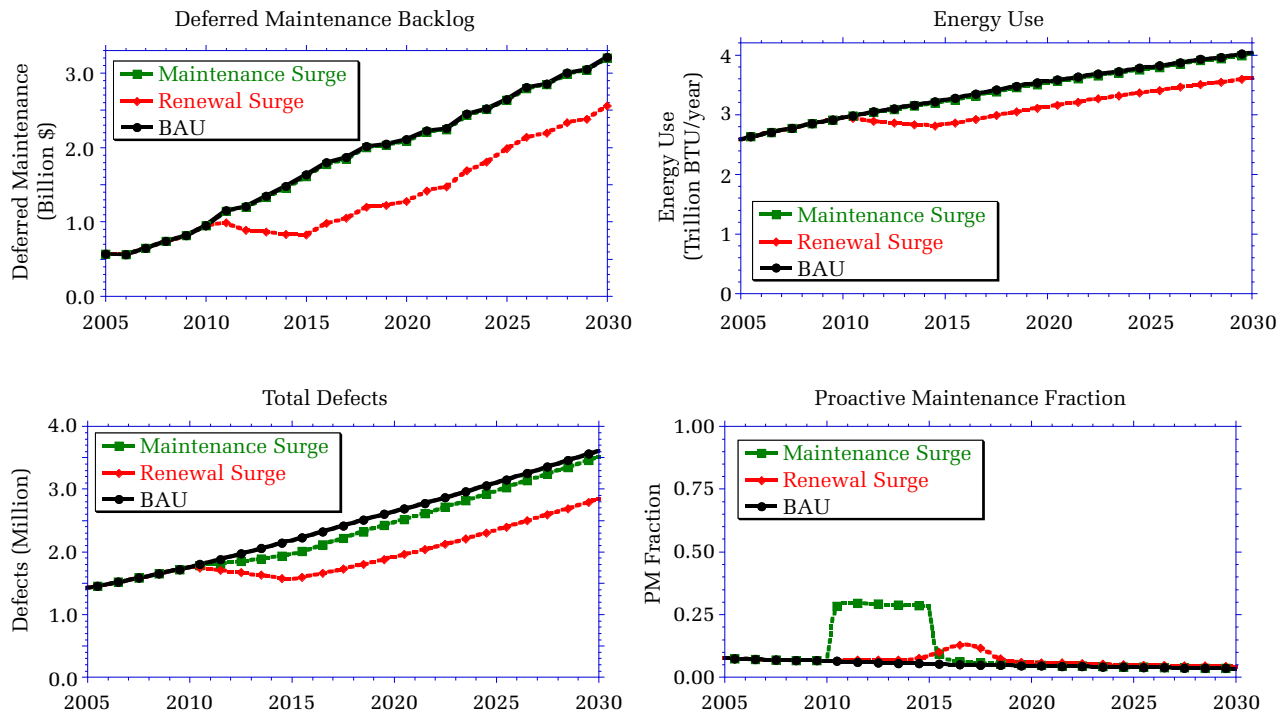 Deferred Maintenance Backlog
Deferred Maintenance
(Billion $)
3.0
2.0
1.0
0.0
Maintenance Surge
Renewal Surge
BAU
2005 2010 2015 2020 2025 2030
Energy Use
Energy Use
(Trillion BTU/year)
4
3
2
1
0
Maintenance Surge
Renewal Surge
BAU
2005 2010 2015 2020 2025 2030
Total Defects
Defects (Million)
4.0
3.0
2.0
1.0
0.0
Maintenance Surge
Renewal Surge
BAU
2005 2010 2015 2020 2025 2030
Proactive Maintenance Fraction
PM Fraction
1.00
0.75
0.50
0.25
0.00
Maintenance Surge
Renewal Surge
BAU
2005 2010 2015 2020 2025 2030